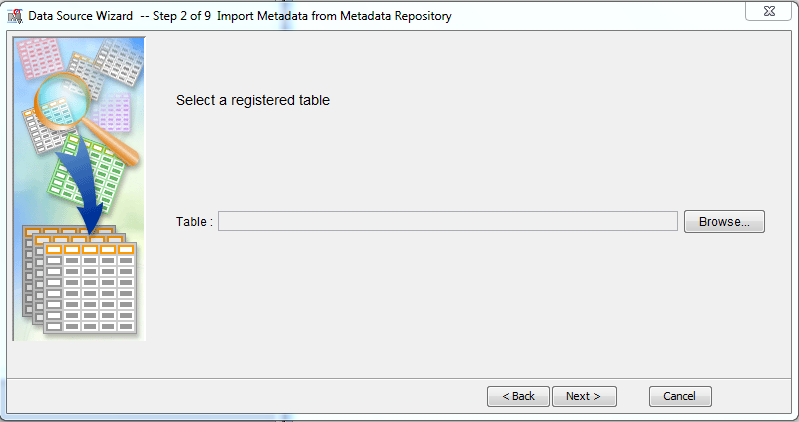 Data Source Wizard -- Step 2 of 9 Import Metadata from Metadata Repository
Select a registered table
Table :
Browse...
< Back
Next >
Cancel